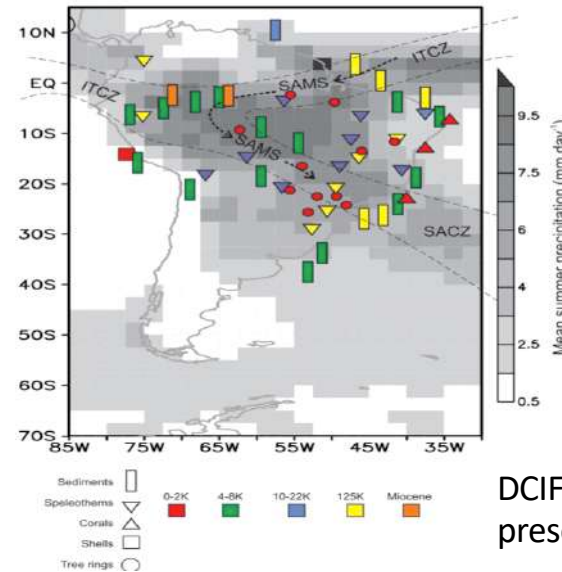 10N
EQ
10S
20S
30S
40S
50S
60S
70S
85W 75W 65W 55W 45W 35W
ITCZ
ITCZ
SAMS
SAMS
SACZ
9.5
7.5
6
4
2.5
0.5
Mean summer precipitation (mm day⁻¹)
Sediments
Speleothems
Corals
Shells
Tree rings
0-2K 4-8K 10-22K 125K Miocene
DCIF
prese